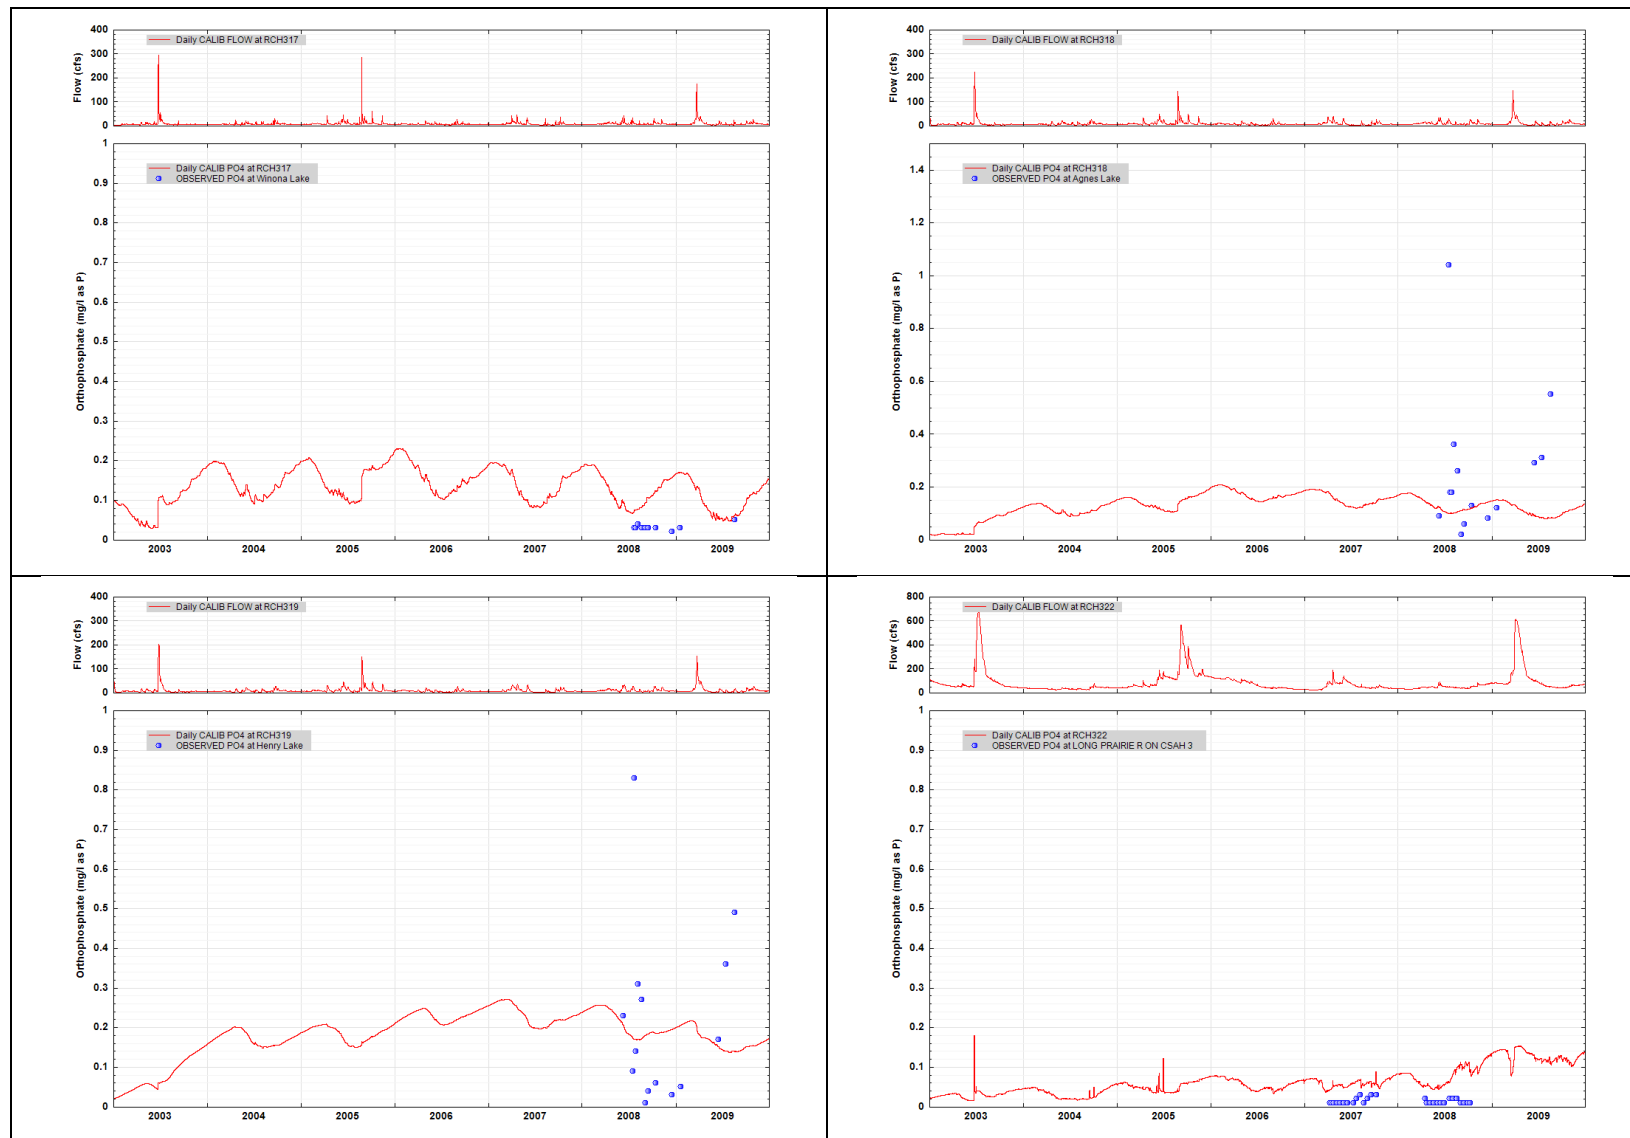 400
300
200
100
0
Flow (cfs)
Daily CALIB FLOW at RCH317
1
0.9
0.8
0.7
0.6
0.5
0.4
0.3
0.2
0.1
0
Orthophosphate (mg/l as P)
Daily CALIB PO4 at RCH317
OBSERVED PO4 at Winona Lake
2003 2004 2005 2006 2007 2008 2009
400
300
200
100
0
Flow (cfs)
Daily CALIB FLOW at RCH318
1.4
1.2
1
0.8
0.6
0.4
0.2
0
Orthophosphate (mg/l as P)
Daily CALIB PO4 at RCH318
OBSERVED PO4 at Agnes Lake
2003 2004 2005 2006 2007 2008 2009
400
300
200
100
0
Flow (cfs)
Daily CALIB FLOW at RCH319
1
0.9
0.8
0.7
0.6
0.5
0.4
0.3
0.2
0.1
0
Orthophosphate (mg/l as P)
Daily CALIB PO4 at RCH319
OBSERVED PO4 at Henry Lake
2003 2004 2005 2006 2007 2008 2009
800
600
400
200
0
Flow (cfs)
Daily CALIB FLOW at RCH322
1
0.9
0.8
0.7
0.6
0.5
0.4
0.3
0.2
0.1
0
Orthophosphate (mg/l as P)
Daily CALIB PO4 at RCH322
OBSERVED PO4 at LONG PRAIRIE R ON CSAH 3
2003 2004 2005 2006 2007 2008 2009